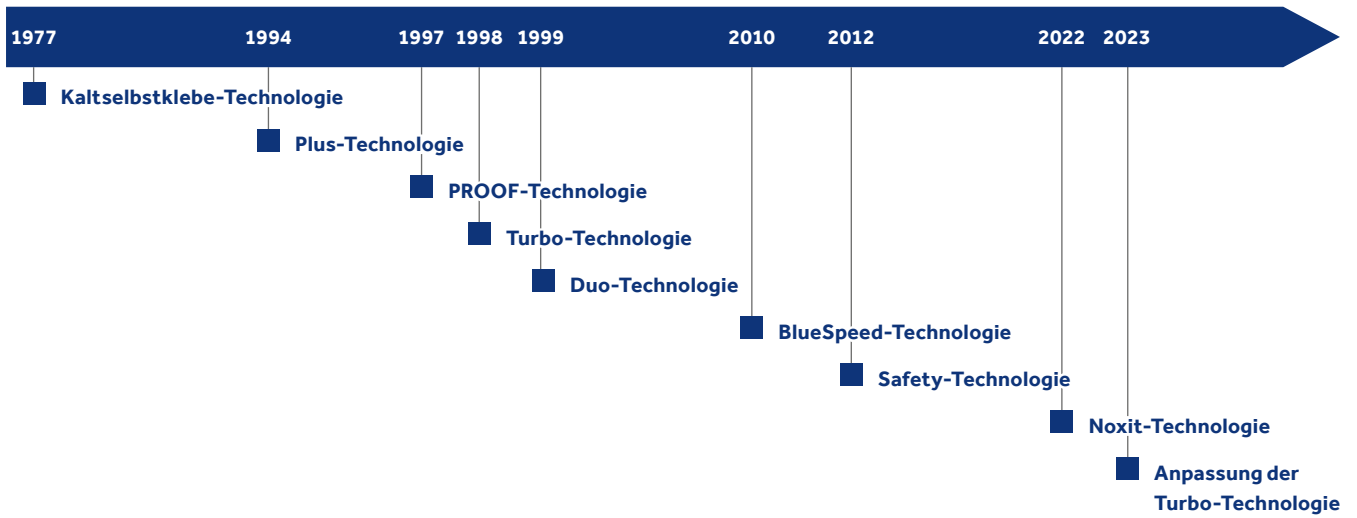 1977 1994 1997 1998 1999 2010 2012 2022 2023
Kaltselbstklebe-Technologie
Plus-Technologie
PROOF-Technologie
Turbo-Technologie
Duo-Technologie
BlueSpeed-Technologie
Safety-Technologie
Noxit-Technologie
Anpassung der
Turbo-Technologie